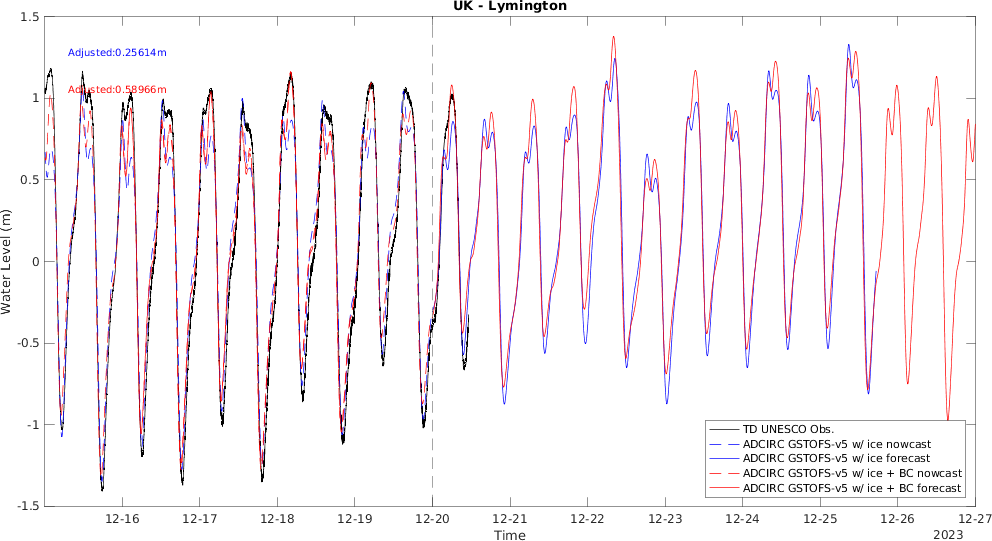 UK - Lymington
Adjusted:0.25614m
Adjusted:0.58966m
1.5
1
0.5
0
-0.5
-1
-1.5
Water Level (m)
12-16 12-17 12-18 12-19 12-20 12-21 12-22 12-23 12-24 12-25 12-26 12-27
Time
2023
TD UNESCO Obs.
ADCIRC GSTOFS-v5 w/ ice nowcast
ADCIRC GSTOFS-v5 w/ ice forecast
ADCIRC GSTOFS-v5 w/ ice + BC nowcast
ADCIRC GSTOFS-v5 w/ ice + BC forecast